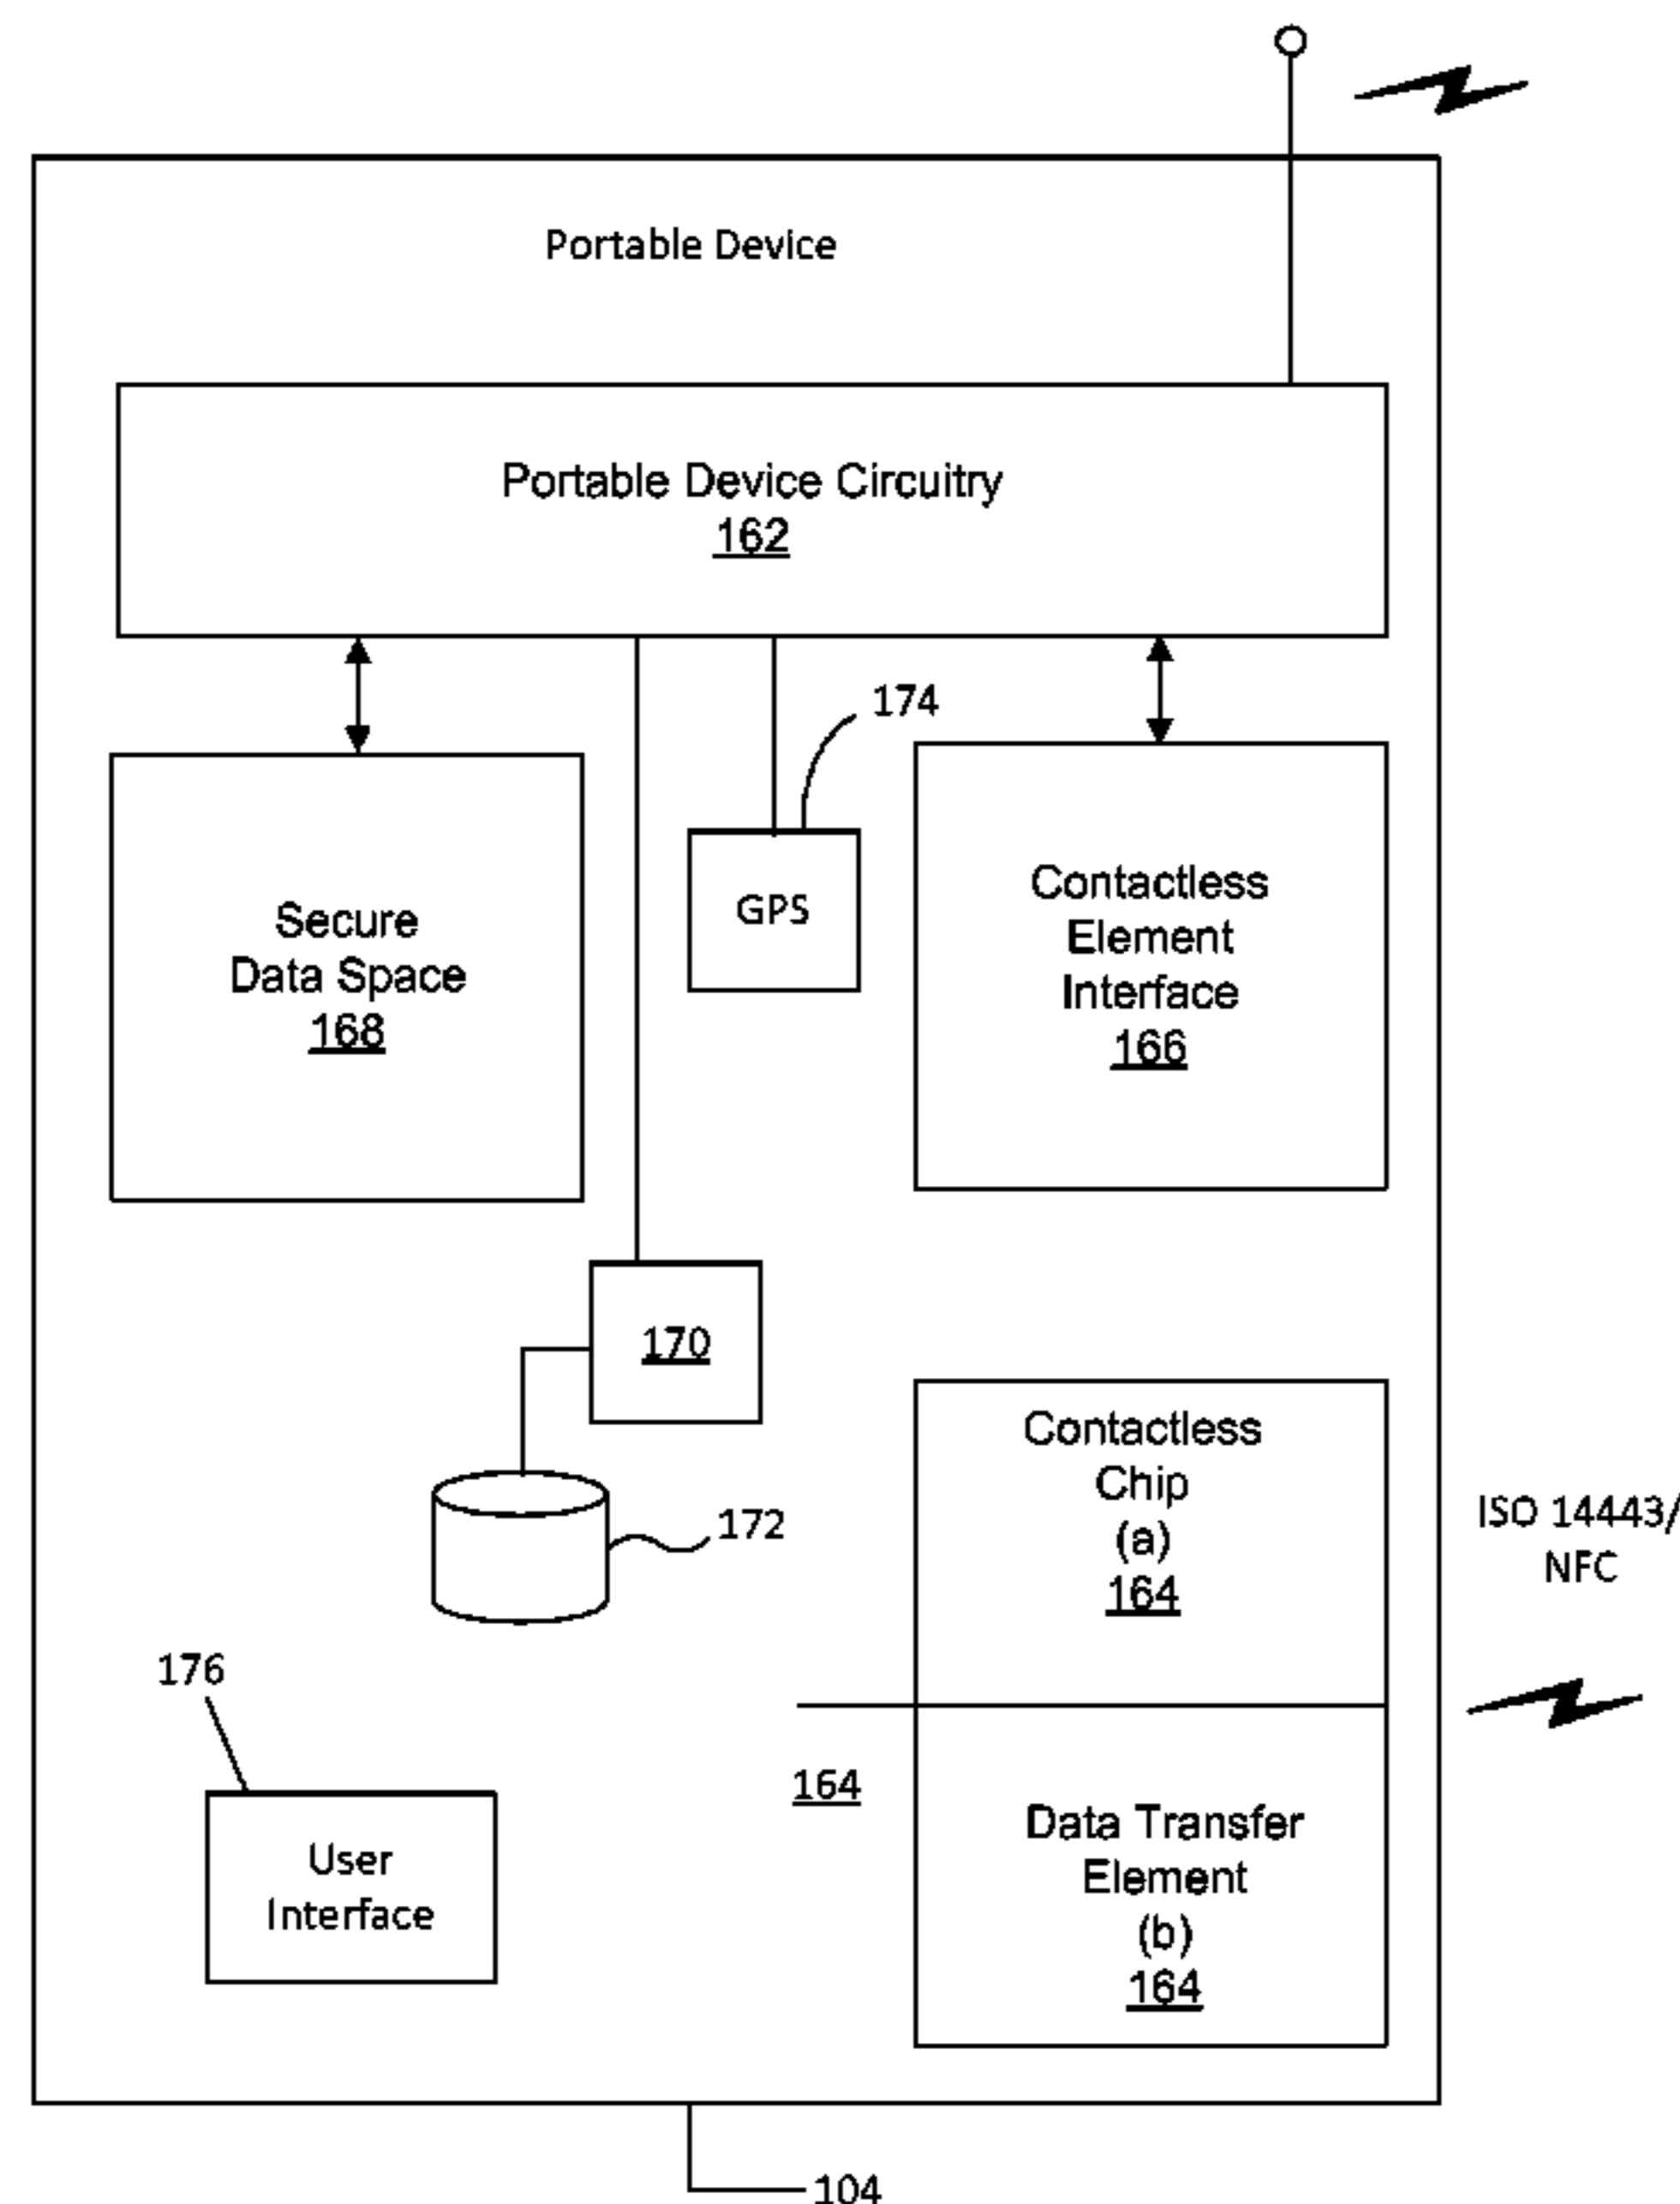 Portable Device
Portable Device Circuitry
162
174
Secure
Data Space
168
GPS
Contactless
Element
Interface
166
170
172
Contactless
Chip
(a)
164
ISO 14443/
NFC
176
User
Interface
164
Data Transfer
Element
(b)
164
104